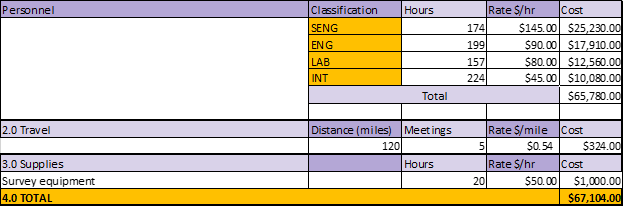 Personnel Classification Hours Rate $/hr Cost
SENG 174 $145.00 $25,230.00
ENG 199 $90.00 $17,910.00
LAB 157 $80.00 $12,560.00
INT 224 $45.00 $10,080.00
Total $65,780.00
2.0 Travel Distance (miles) Meetings Rate $/mile Cost
120 5 $0.54 $324.00
3.0 Supplies Hours Rate $/hr Cost
Survey equipment 20 $50.00 $1,000.00
4.0 TOTAL $67,104.00